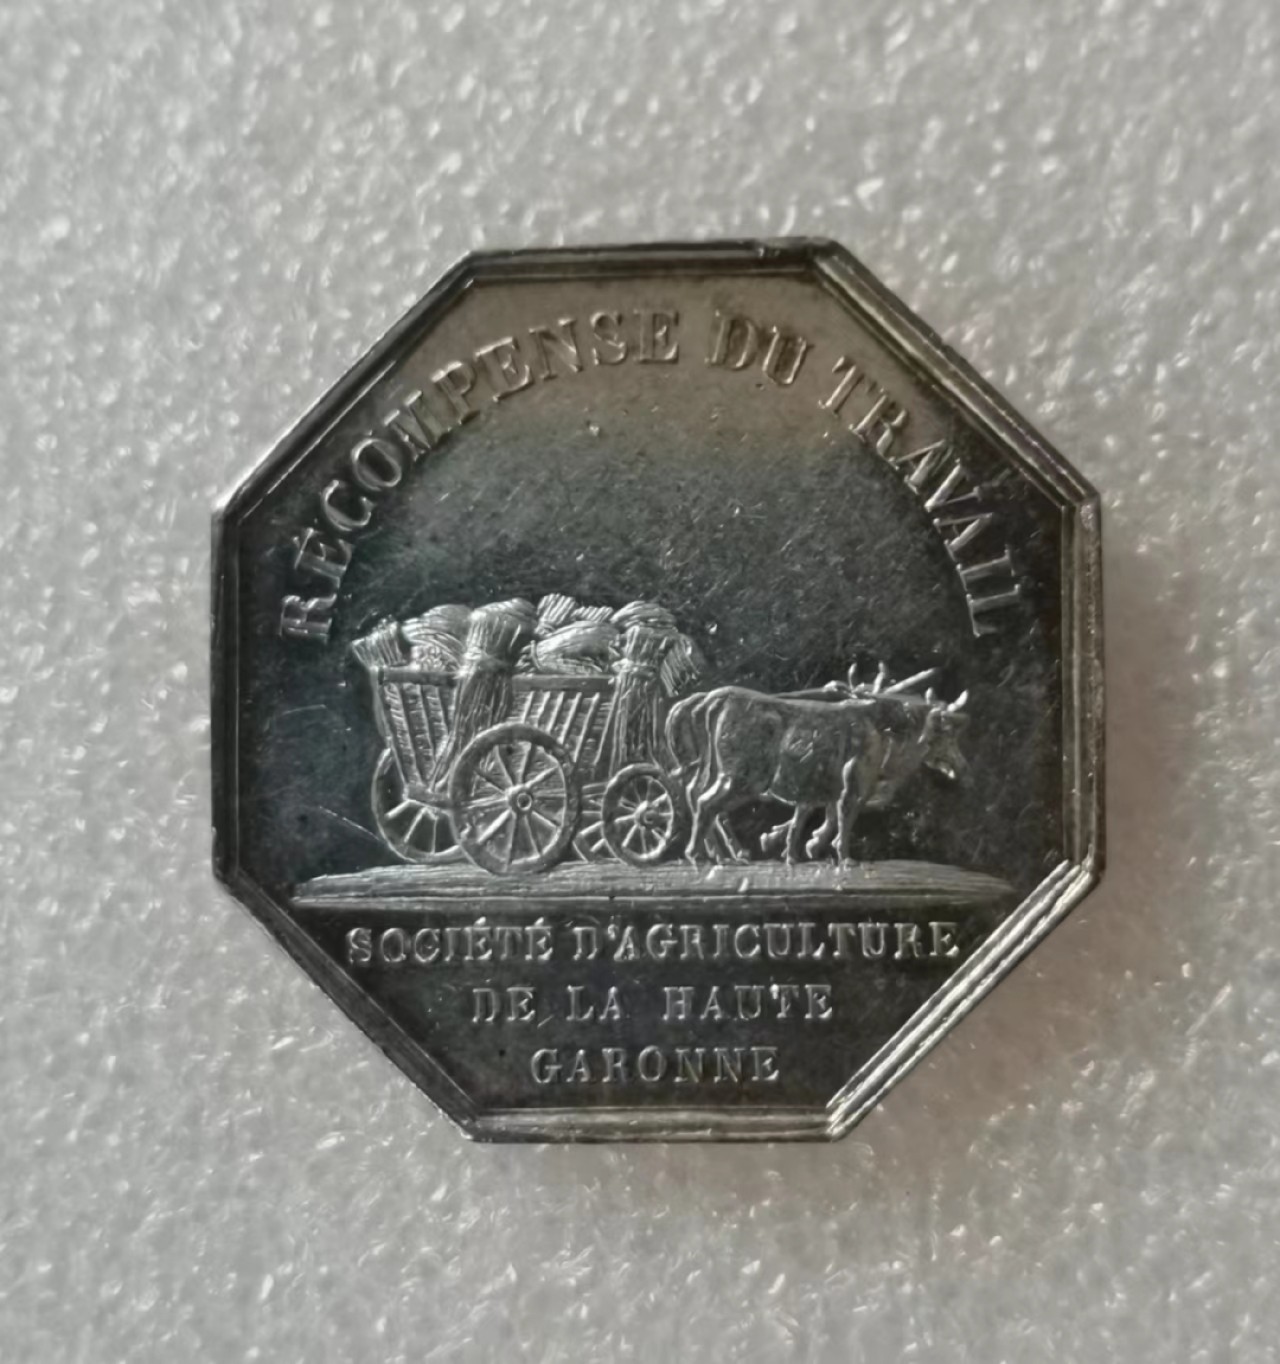 RÉCOMPENSE DU TRAVAIL
SOCIÉTÉ D'AGRICULTURE
DE LA HAUTE
GARONNE